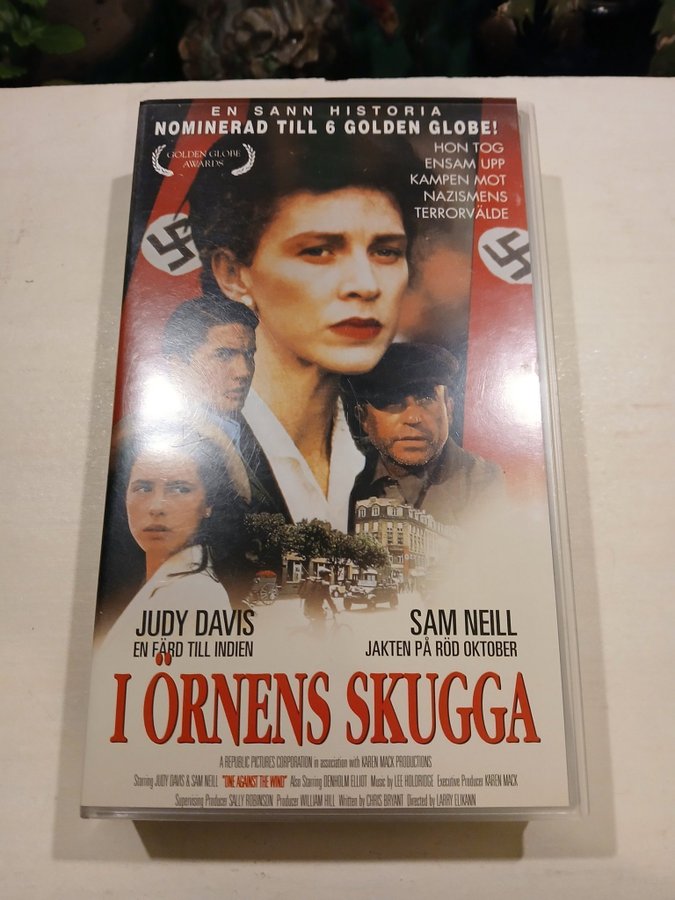 EN SANN HISTORIA
NOMINERAD TILL 6 GOLDEN GLOBE!
GOLDEN GLOBE
AWARDS
HON TOG
ENSAM UPP
KAMPEN MOT
NAZISMENS
TERRORVÄLDE
JUDY DAVIS
EN FÄRD TILL INDIEN
SAM NEILL
JAKTEN PÅ RÖD OKTOBER
I ÖRNENS SKUGGA
A REPUBLIC PICTURES CORPORATION in association with KAREN MACK PRODUCTIONS
Starring JUDY DAVIS & SAM NEILL "ONE AGAINST THE WIND" Also Starring DENHOLM ELLIOT Music by LEE HOLDRIDGE Executive Producer KAREN MACK
Supervising Producer SALLY ROBINSON Producer WILLIAM HILL Written by CHRIS BRYANT Directed by LARRY ELIKANN